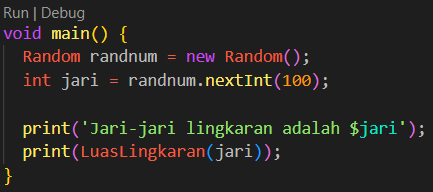 Run | Debug
void main() {
  Random randnum = new Random();
  int jari = randnum.nextInt(100);

  print('Jari-jari lingkaran adalah $jari');
  print(LuasLingkaran(jari));
}